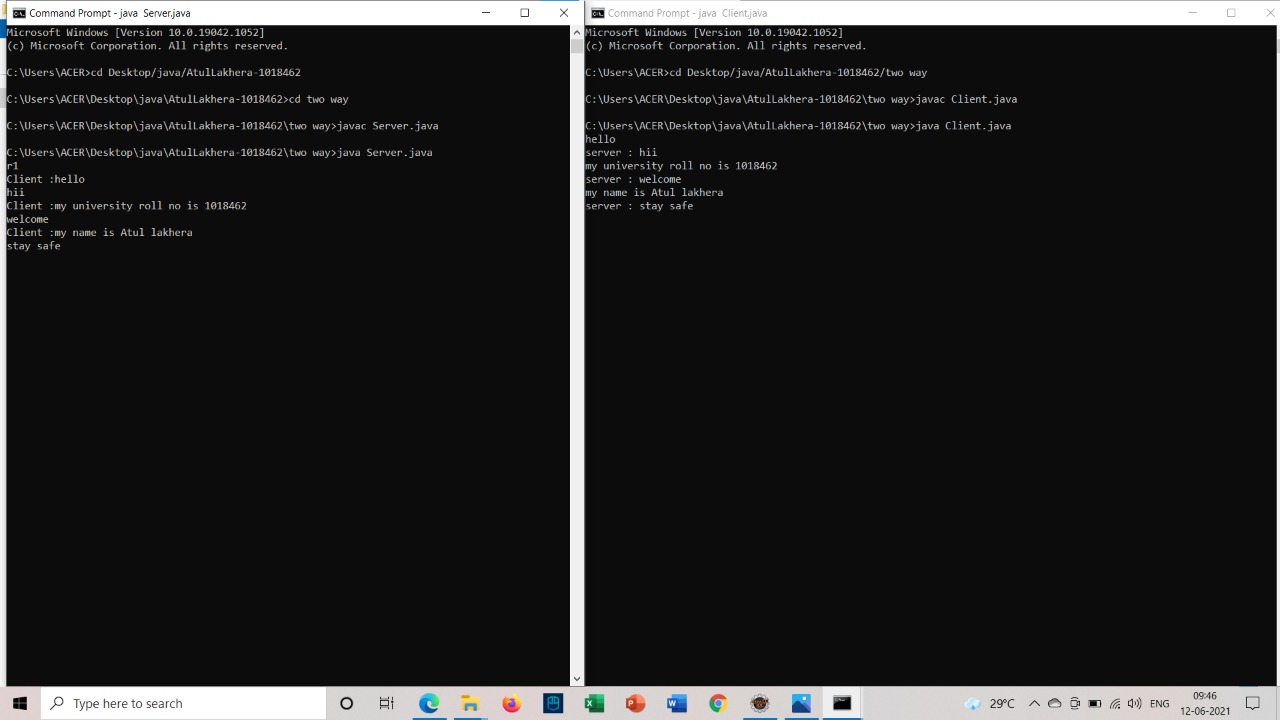 Command Prompt - java Server.java
Microsoft Windows [Version 10.0.19042.1052]
(c) Microsoft Corporation. All rights reserved.
C:\Users\ACER>cd Desktop/java/AtulLakhera-1018462
C:\Users\ACER\Desktop\java\AtulLakhera-1018462>cd two way
C:\Users\ACER\Desktop\java\AtulLakhera-1018462\two way>javac Server.java
C:\Users\ACER\Desktop\java\AtulLakhera-1018462\two way>java Server.java
r1
Client :hello
hii
Client :my university roll no is 1018462
welcome
Client :my name is Atul lakhera
stay safe
Command Prompt - java Client.java
Microsoft Windows [Version 10.0.19042.1052]
(c) Microsoft Corporation. All rights reserved.
C:\Users\ACER>cd Desktop/java/AtulLakhera-1018462/two way
C:\Users\ACER\Desktop\java\AtulLakhera-1018462\two way>javac Client.java
C:\Users\ACER\Desktop\java\AtulLakhera-1018462\two way>java Client.java
hello
server : hii
my university roll no is 1018462
server : welcome
my name is Atul lakhera
server : stay safe
Type here to search
29°C
ENG
09:46
12-06-2021